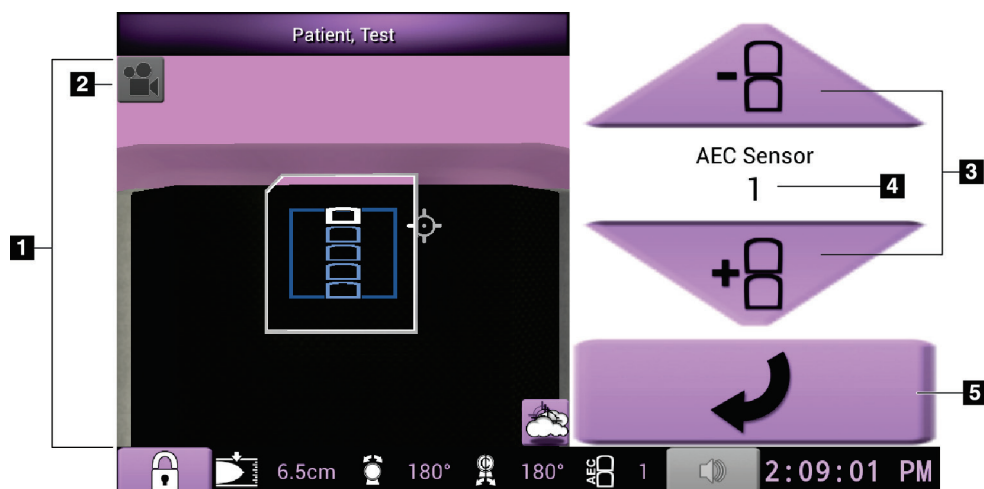 Patient, Test
1
2
-
AEC Sensor
1
3
4
+
5
6.5cm
180°
180°
AEC
1
2:09:01 PM